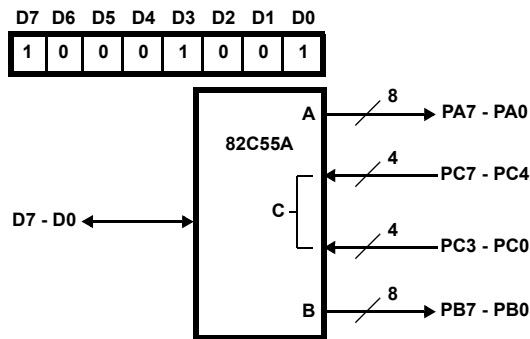 D7 D6 D5 D4 D3 D2 D1 D0
1 0 0 0 1 0 0 1
A 8 PA7 - PA0
82C55A
4 PC7 - PC4
C
D7 - D0
4 PC3 - PC0
B 8 PB7 - PB0